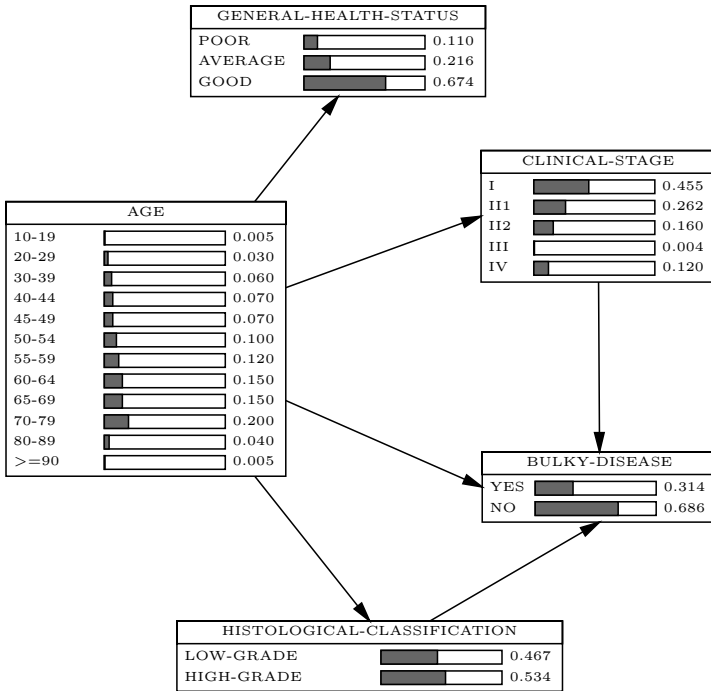 GENERAL-HEALTH-STATUS
POOR 0.110
AVERAGE 0.216
GOOD 0.674
CLINICAL-STAGE
I 0.455
II1 0.262
II2 0.160
III 0.004
IV 0.120
AGE
10-19 0.005
20-29 0.030
30-39 0.060
40-44 0.070
45-49 0.070
50-54 0.100
55-59 0.120
60-64 0.150
65-69 0.150
70-79 0.200
80-89 0.040
>=90 0.005
BULKY-DISEASE
YES 0.314
NO 0.686
HISTOLOGICAL-CLASSIFICATION
LOW-GRADE 0.467
HIGH-GRADE 0.534